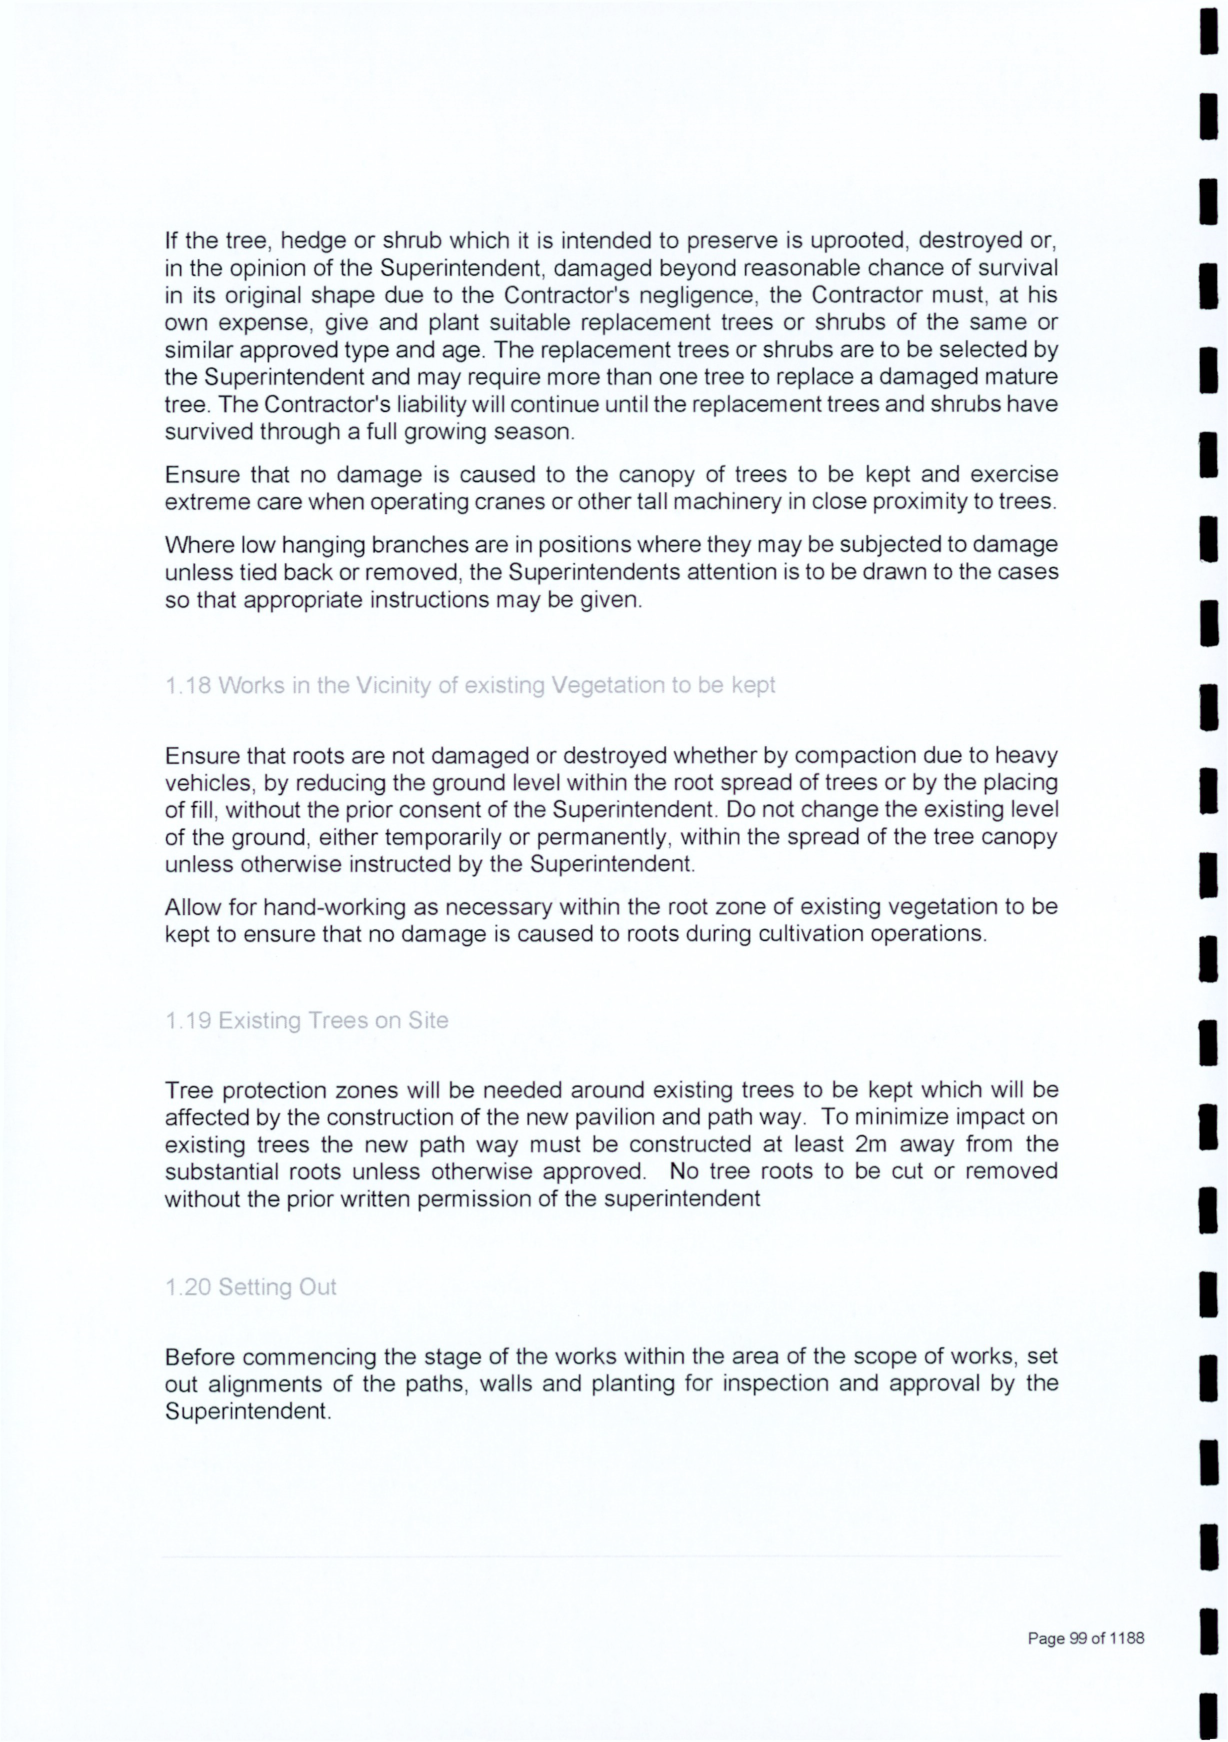 If the tree, hedge or shrub which it is intended to preserve is uprooted, destroyed or,
in the opinion of the Superintendent, damaged beyond reasonable chance of survival
in its original shape due to the Contractor's negligence, the Contractor must, at his
own expense, give and plant suitable replacement trees or shrubs of the same or
similar approved type and age. The replacement trees or shrubs are to be selected by
the Superintendent and may require more than one tree to replace a damaged mature
tree. The Contractor's liability will continue until the replacement trees and shrubs have
survived through a full growing season.
Ensure that no damage is caused to the canopy of trees to be kept and exercise
extreme care when operating cranes or other tall machinery in close proximity to trees.
Where low hanging branches are in positions where they may be subjected to damage
unless tied back or removed, the Superintendents attention is to be drawn to the cases
so that appropriate instructions may be given.
1.18 Works in the Vicinity of existing Vegetation to be kept
Ensure that roots are not damaged or destroyed whether by compaction due to heavy
vehicles, by reducing the ground level within the root spread of trees or by the placing
of fill, without the prior consent of the Superintendent. Do not change the existing level
of the ground, either temporarily or permanently, within the spread of the tree canopy
unless otherwise instructed by the Superintendent.
Allow for hand-working as necessary within the root zone of existing vegetation to be
kept to ensure that no damage is caused to roots during cultivation operations.
1.19 Existing Trees on Site
Tree protection zones will be needed around existing trees to be kept which will be
affected by the construction of the new pavilion and path way. To minimize impact on
existing trees the new path way must be constructed at least 2m away from the
substantial roots unless otherwise approved. No tree roots to be cut or removed
without the prior written permission of the superintendent
1.20 Setting Out
Before commencing the stage of the works within the area of the scope of works, set
out alignments of the paths, walls and planting for inspection and approval by the
Superintendent.
Page 99 of 1188